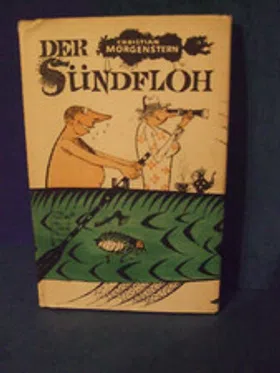 DER
CHRISTIAN
MORGENSTERN
SÜNDFLOH